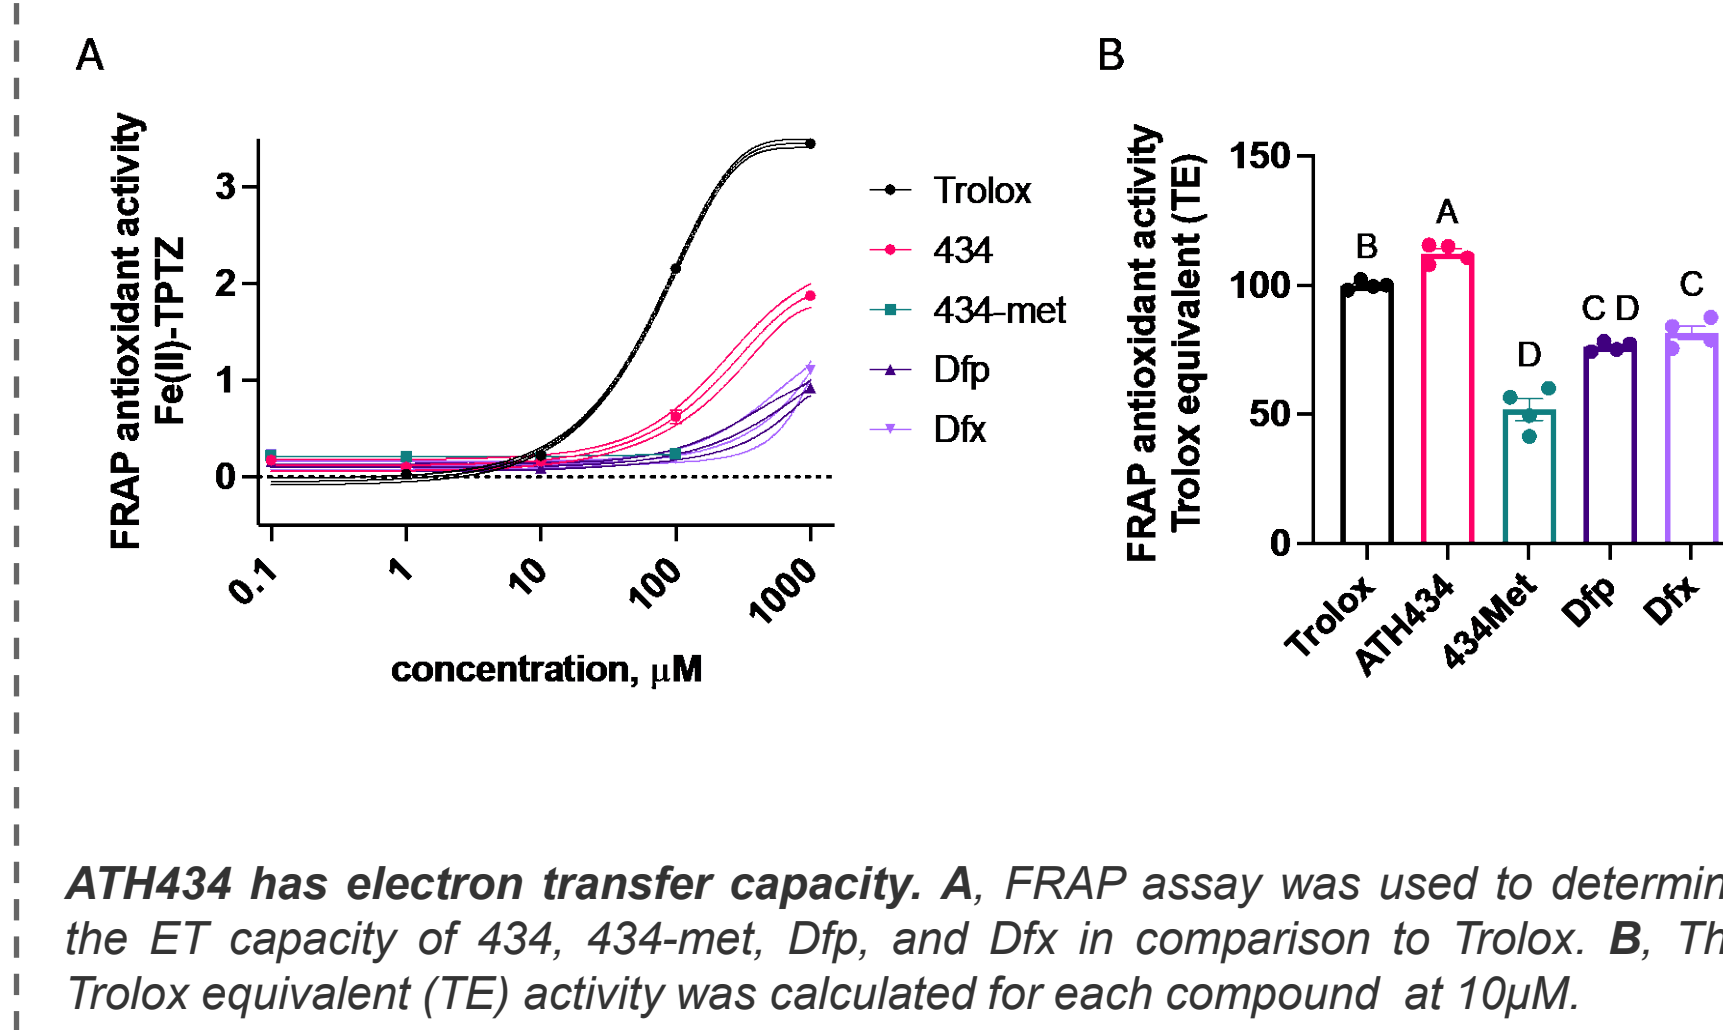 A
FRAP antioxidant activity
Fe(II)-TPTZ
3
2
1
0
0.1
1
10
100
1000
concentration, μM
Trolox
434
434-met
Dfp
Dfx
B
FRAP antioxidant activity
Trolox equivalent (TE)
150
100
50
0
B
A
D
C D
C
Trolox
ATH434
434Met
Dfp
Dfx
ATH434 has electron transfer capacity. A, FRAP assay was used to determin
the ET capacity of 434, 434-met, Dfp, and Dfx in comparison to Trolox. B, Th
Trolox equivalent (TE) activity was calculated for each compound at 10μM.